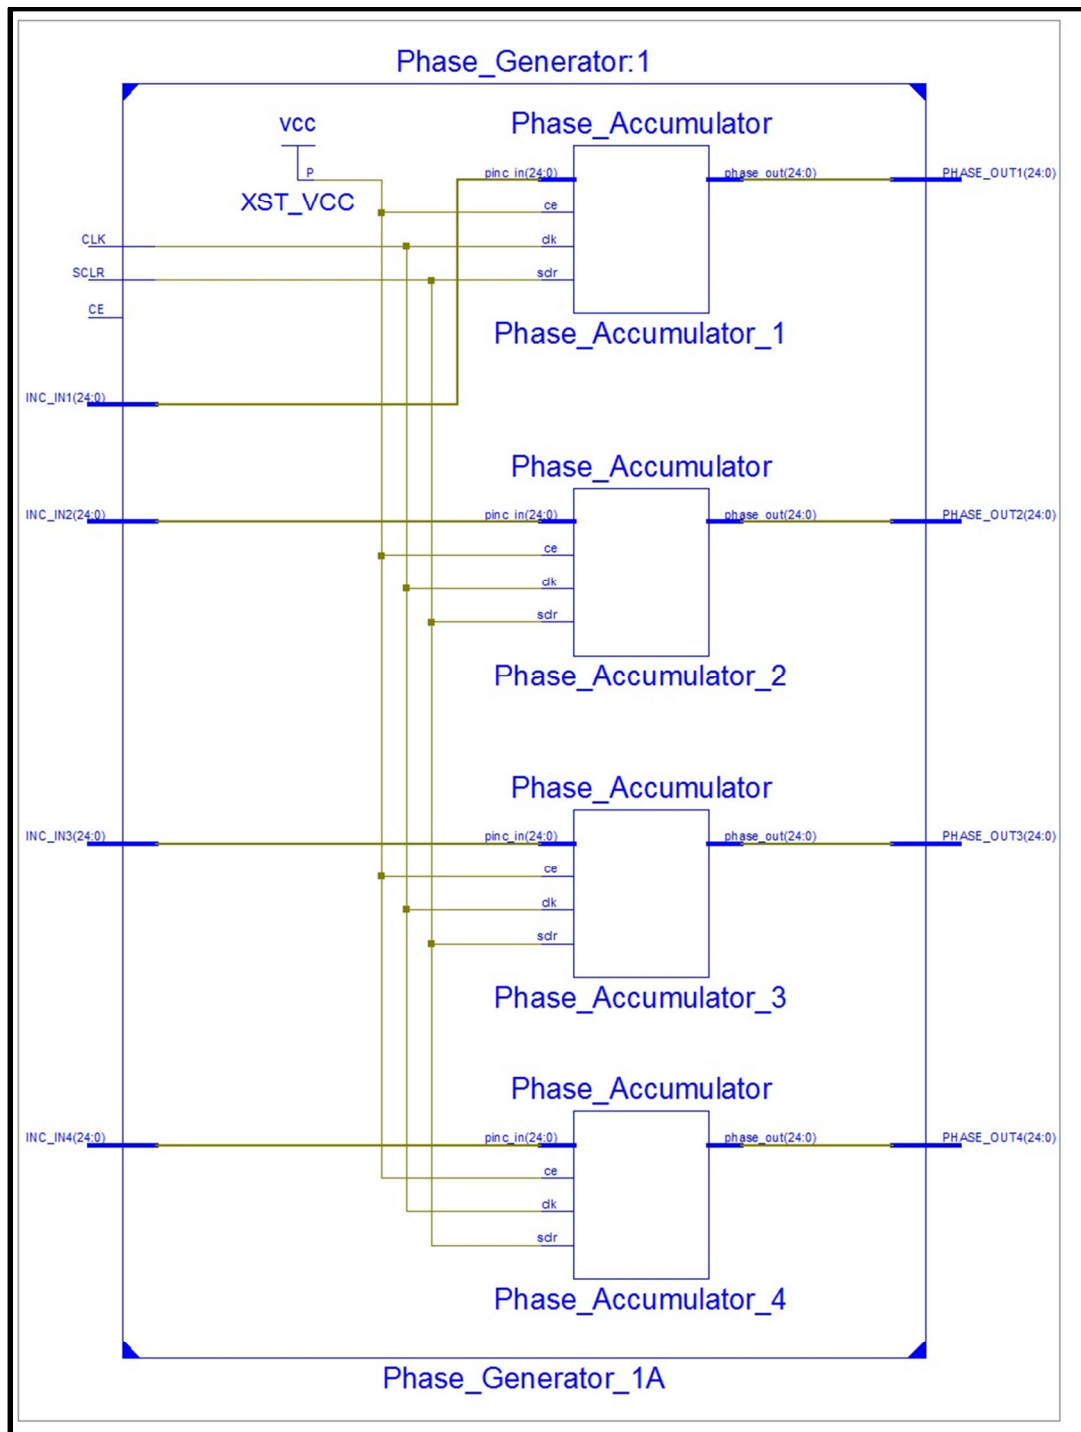 Phase_Generator:1
Phase_Accumulator
vcc
pinc_in(24:0)
phase_out(24:0)
PHASE_OUT1(24:0)
P
XST_VCC
ce
CLK
clk
SCLR
sclr
CE
Phase_Accumulator_1
INC_IN1(24:0)
Phase_Accumulator
INC_IN2(24:0)
pinc_in(24:0)
phase_out(24:0)
PHASE_OUT2(24:0)
ce
clk
sclr
Phase_Accumulator_2
Phase_Accumulator
INC_IN3(24:0)
pinc_in(24:0)
phase_out(24:0)
PHASE_OUT3(24:0)
ce
clk
sclr
Phase_Accumulator_3
Phase_Accumulator
INC_IN4(24:0)
pinc_in(24:0)
phase_out(24:0)
PHASE_OUT4(24:0)
ce
clk
sclr
Phase_Accumulator_4
Phase_Generator_1A